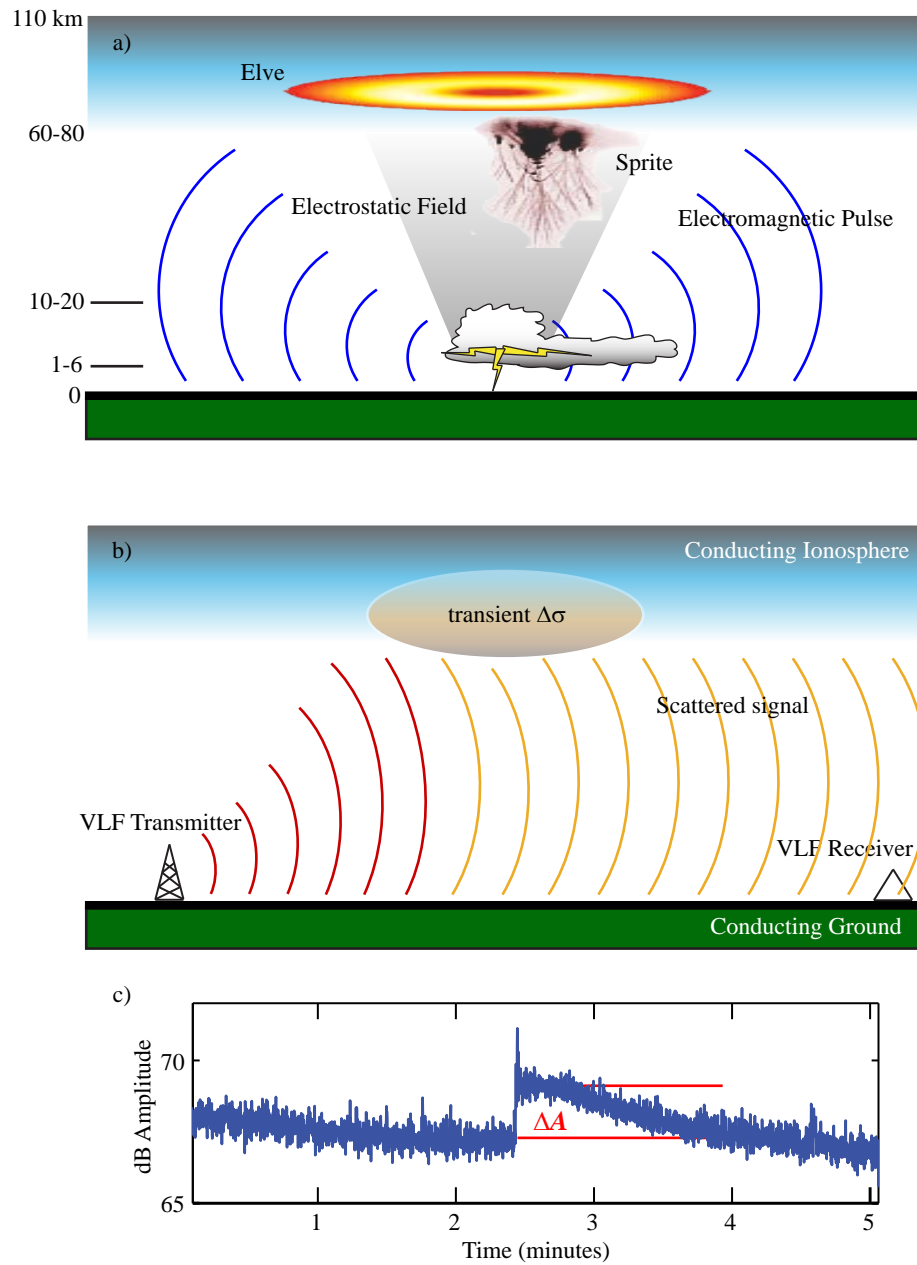 110 km
a)
Elve
60-80
Sprite
Electrostatic Field
Electromagnetic Pulse
10-20
1-6
0
b)
Conducting Ionosphere
transient Δσ
Scattered signal
VLF Transmitter
VLF Receiver
Conducting Ground
c)
70
dB Amplitude
ΔA
65
1 2 3 4 5
Time (minutes)